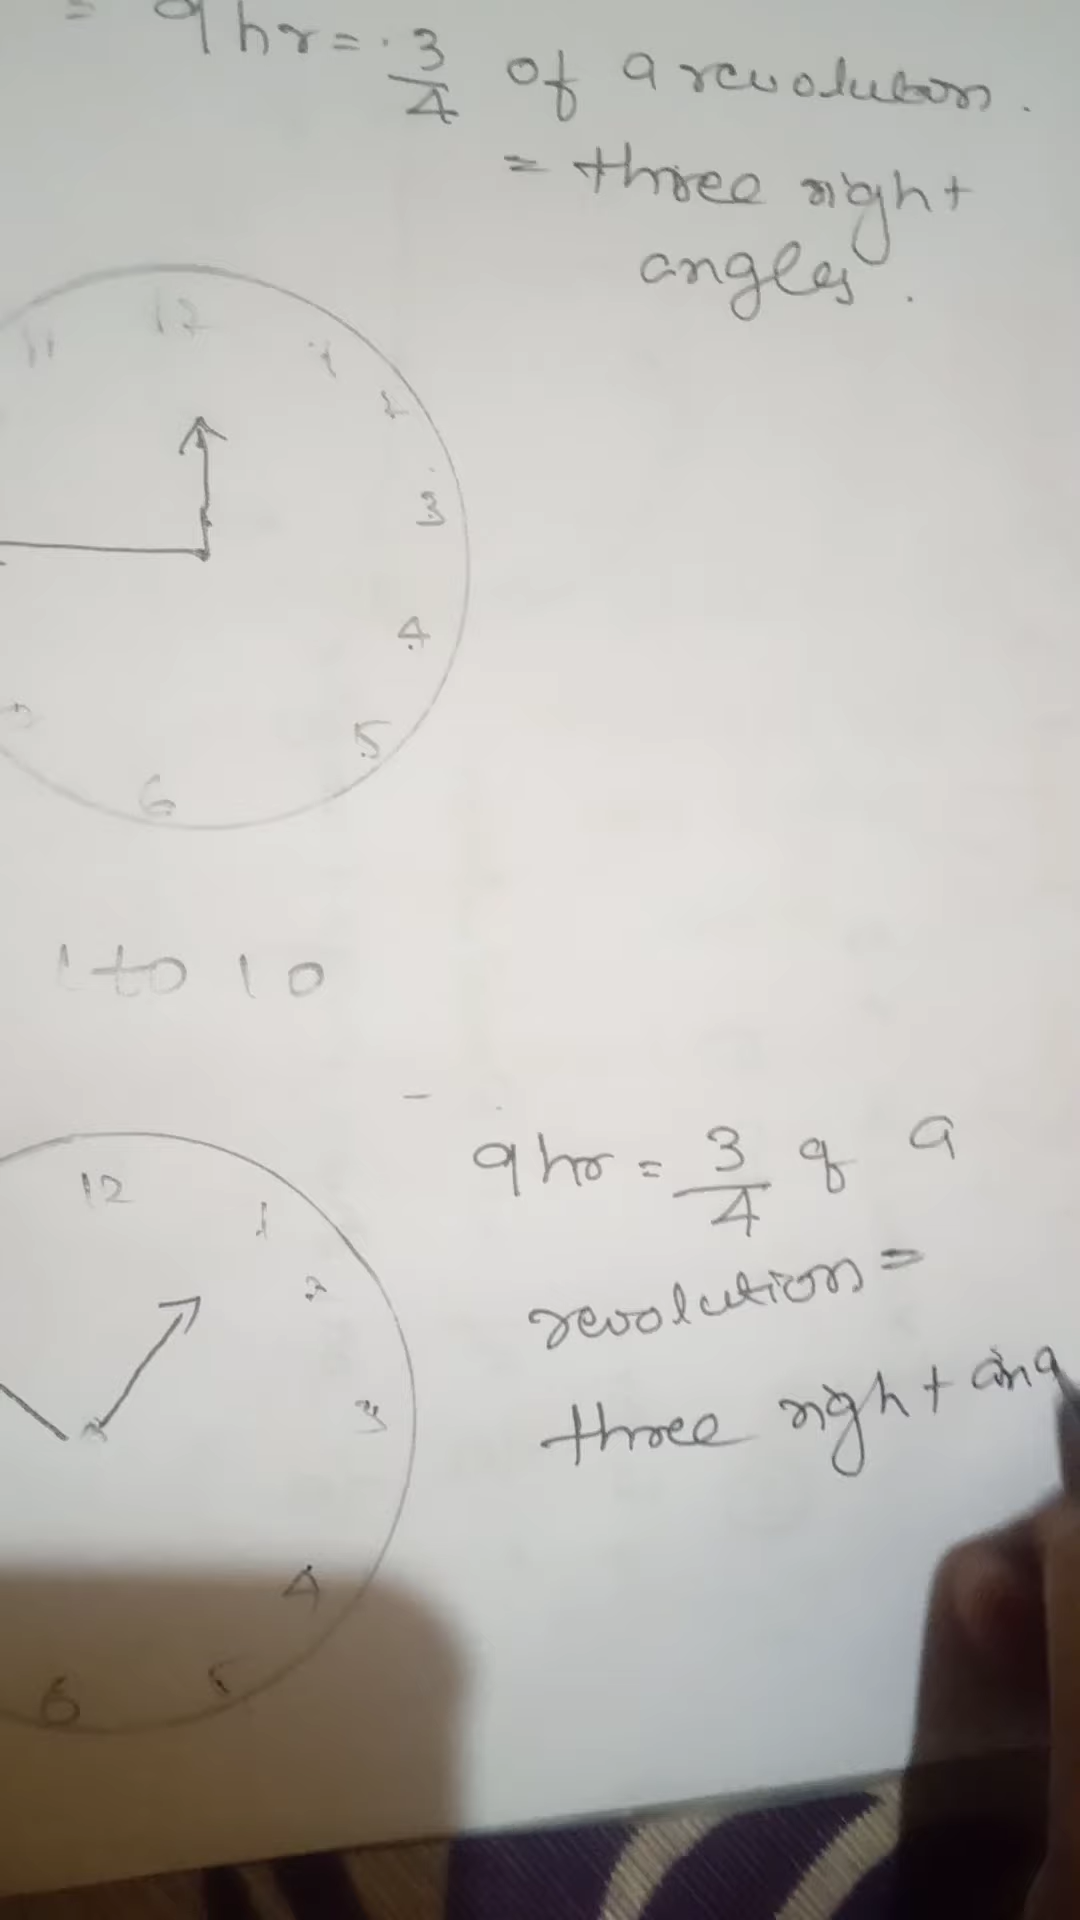 = 9 hr = 3/4 of a revolution.
= three right
angles.
11 12 1
2
3
4
5
6
1 to 10
9 hr = 3/4 of a
revolution =
three right ang
12 1
2
3
4
5
6